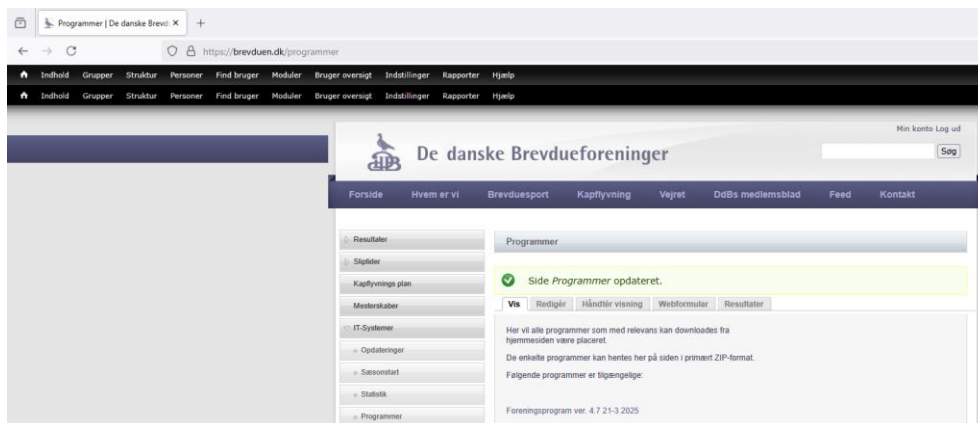 Programmer | De danske Brevd
https://brevduen.dk/programmer
Indhold Grupper Struktur Personer Find bruger Moduler Bruger oversigt Indstillinger Rapporter Hjælp
Indhold Grupper Struktur Personer Find bruger Moduler Bruger oversigt Indstillinger Rapporter Hjælp
Min konto Log ud
De danske Brevdueforeninger
Søg
Forside Hvem er vi Brevduesport Kapflyvning Vejret DdBs medlemsblad Feed Kontakt
Resultater
Sliptider
Kapflyvnings plan
Mesterskaber
IT-Systemer
Opdateringer
Sæsonstart
Statistik
Programmer
Programmer
Side Programmer opdateret.
Vis Redigér Håndtér visning Webformular Resultater
Her vil alle programmer som med relevans kan downloades fra
hjemmesiden være placeret.
De enkelte programmer kan hentes her på siden i primært ZIP-format.
Følgende programmer er tilgængelige:
Foreningsprogram ver. 4.7 21-3 2025